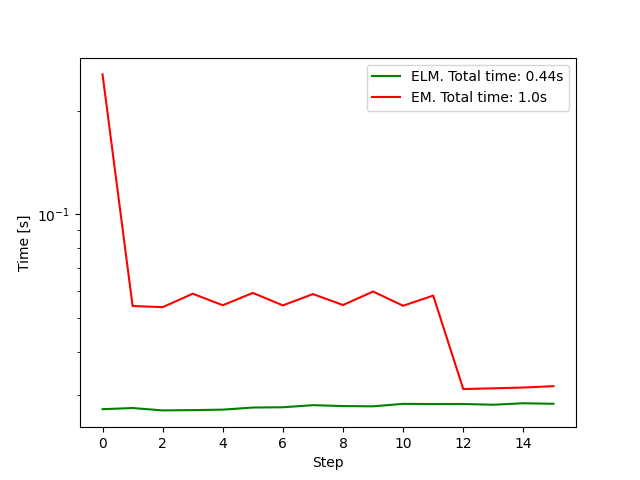 ELM. Total time: 0.44s
EM. Total time: 1.0s
Time [s]
10⁻¹
0 2 4 6 8 10 12 14
Step